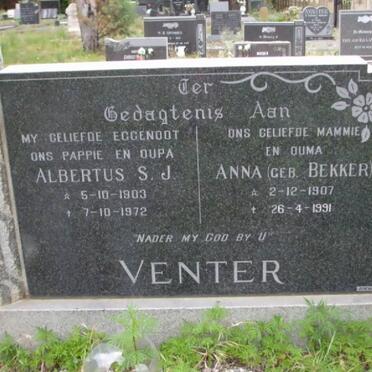 Ter
Gedagtenis Aan
MY GELIEFDE EGGENOOT
ONS PAPPIE EN OUPA
ALBERTUS S.J.
☆ 5-10-1903
† 7-10-1972
ONS GELIEFDE MAMMIE
EN OUMA
ANNA (GEB. BEKKER)
☆ 2-12-1907
† 26-4-1991
"NADER MY GOD BY U"
VENTER